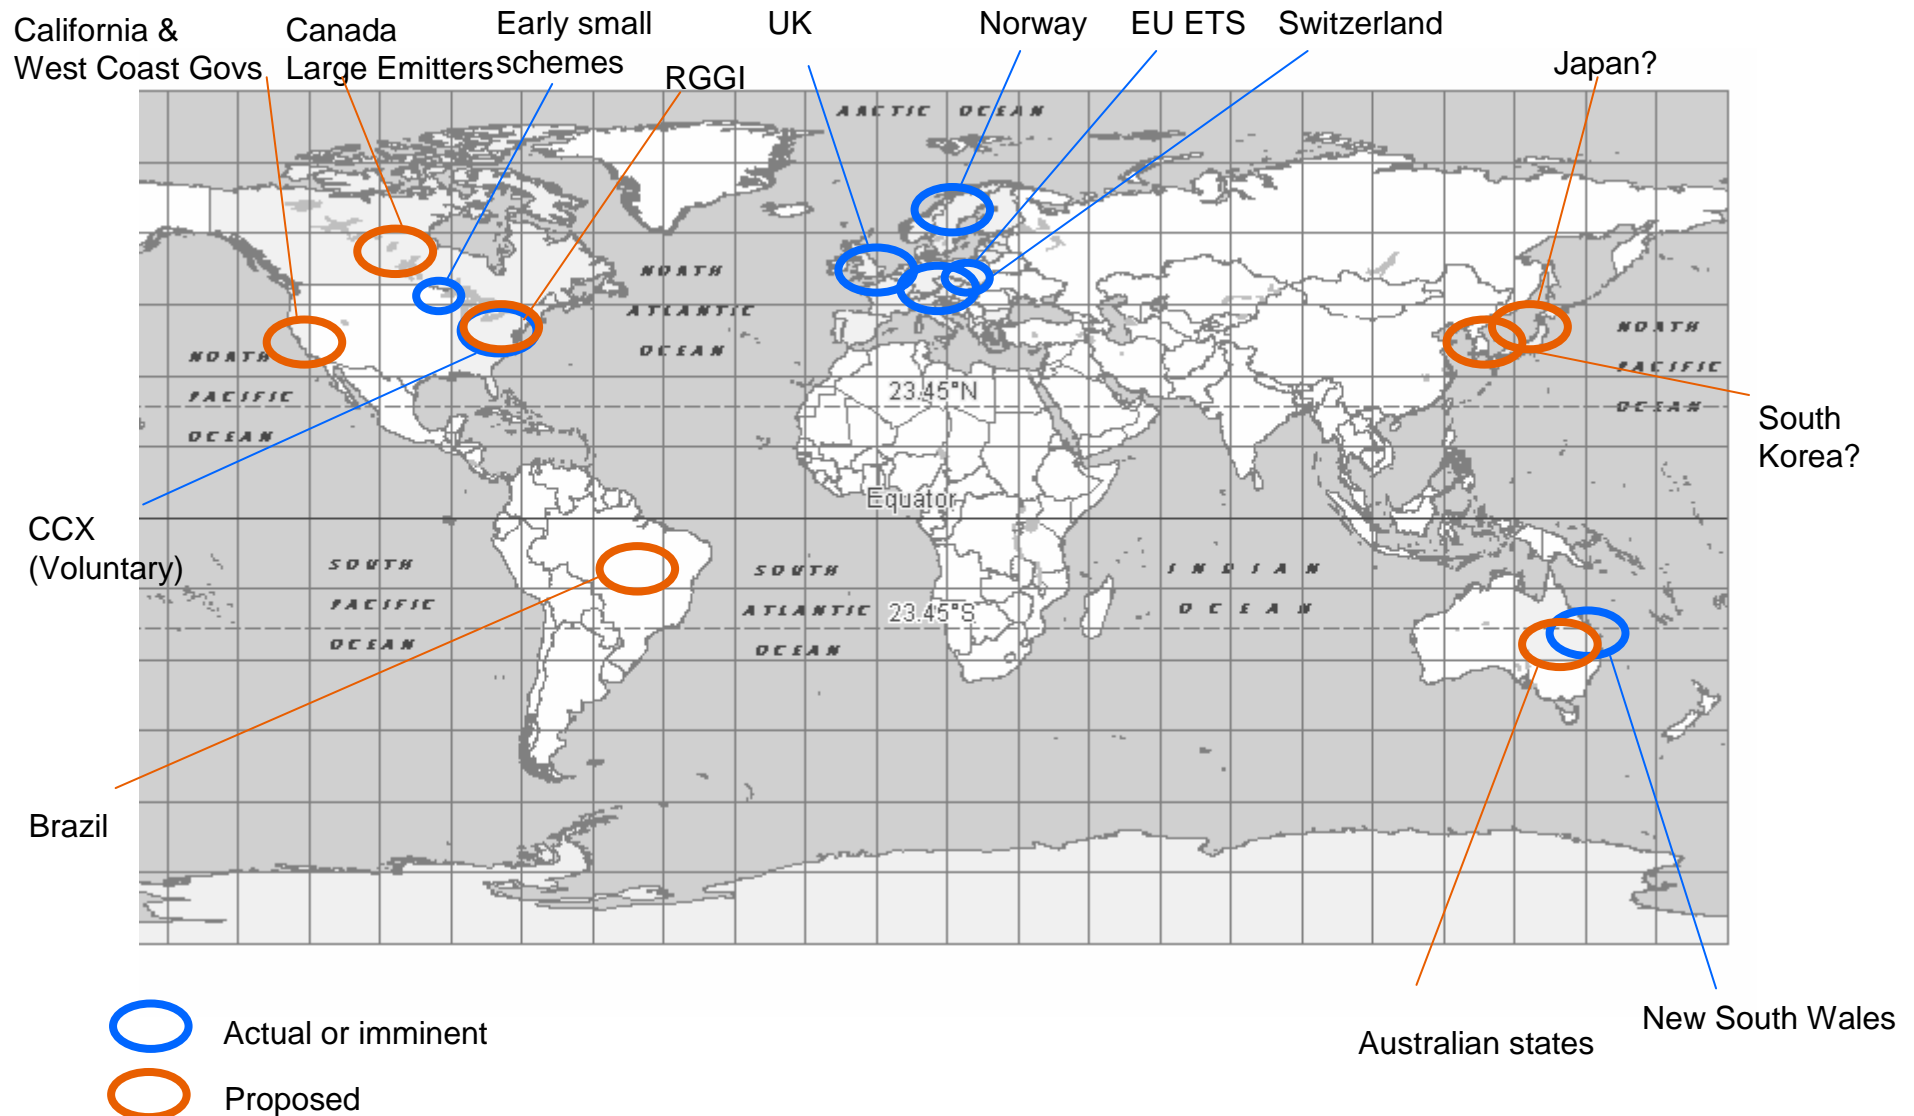 California &
West Coast Govs
Canada
Large Emitters
Early small
schemes
RGGI
UK
Norway
EU ETS
Switzerland
Japan?
ARCTIC OCEAN
NORTH
ATLANTIC
OCEAN
NORTH
PACIFIC
OCEAN
NORTH
PACIFIC
OCEAN
23.45°N
South
Korea?
Equator
CCX
(Voluntary)
SOUTH
PACIFIC
OCEAN
SOUTH
ATLANTIC
OCEAN
23.45°S
INDIAN
OCEAN
Brazil
Actual or imminent
Proposed
Australian states
New South Wales